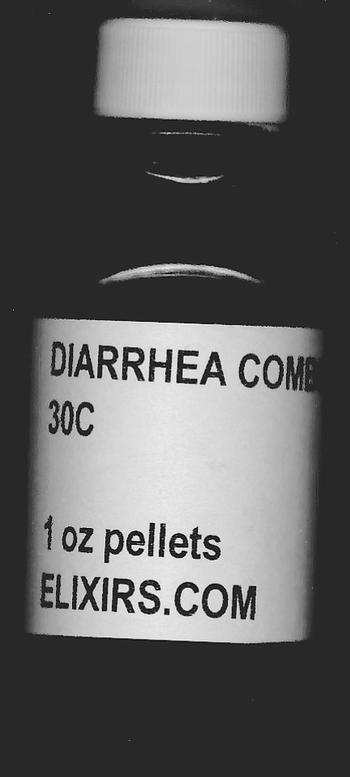 DIARRHEA COMB
30C
1 oz pellets
ELIXIRS.COM